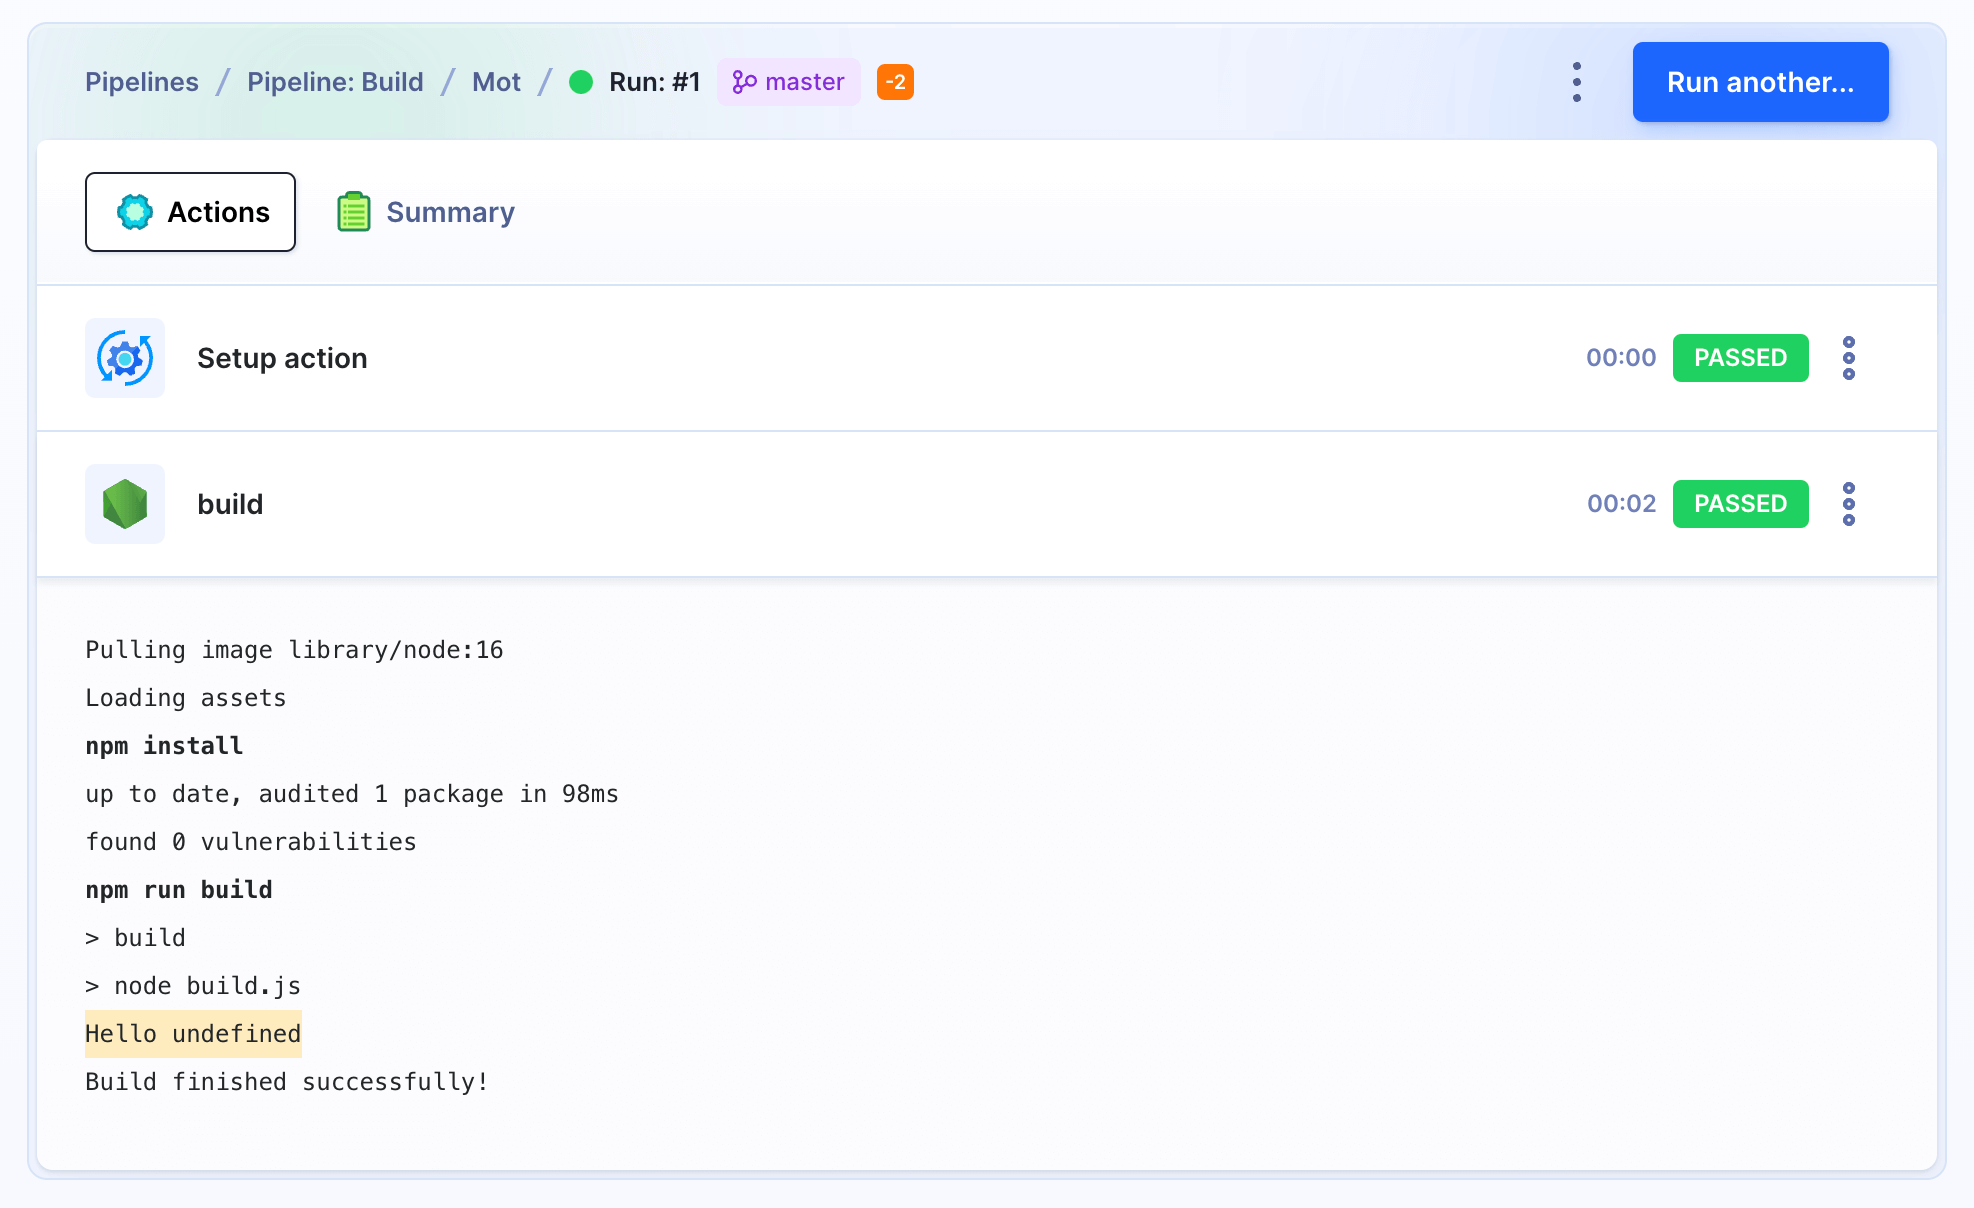 Pipelines / Pipeline: Build / Mot / Run: #1 master -2 Run another...
Actions Summary
Setup action 00:00 PASSED
build 00:02 PASSED
Pulling image library/node:16
Loading assets
npm install
up to date, audited 1 package in 98ms
found 0 vulnerabilities
npm run build
> build
> node build.js
Hello undefined
Build finished successfully!